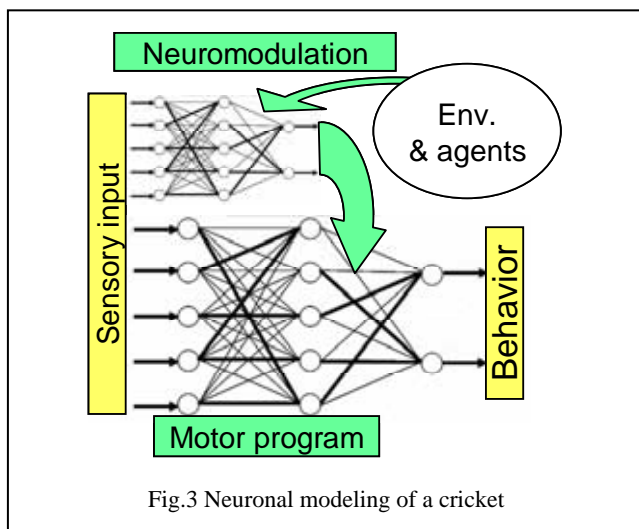 Neuromodulation
Env.
& agents
Sensory input
Behavior
Motor program
Fig.3 Neuronal modeling of a cricket